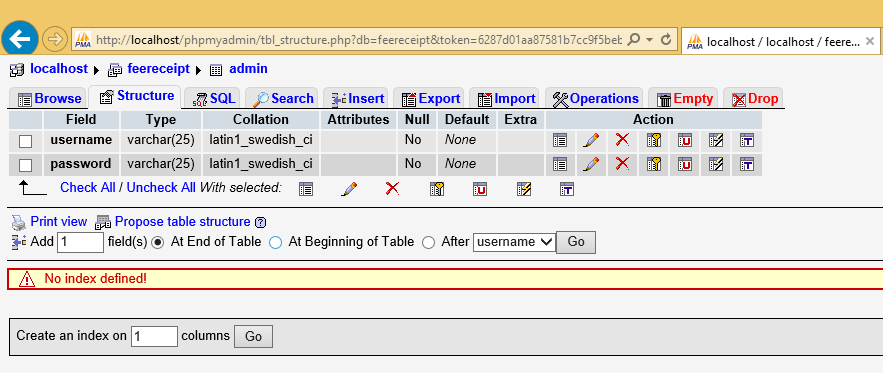 PMA http://localhost/phpmyadmin/tbl_structure.php?db=feereceipt&token=6287d01aa87581b7cc9f5beb PMA localhost / localhost / feere...
localhost feereceipt admin
Browse Structure SQL Search Insert Export Import Operations Empty Drop
Field Type Collation Attributes Null Default Extra Action
username varchar(25) latin1_swedish_ci No None
password varchar(25) latin1_swedish_ci No None
Check All / Uncheck All With selected:
Print view Propose table structure
Add 1 field(s) At End of Table At Beginning of Table After username Go
No index defined!
Create an index on 1 columns Go